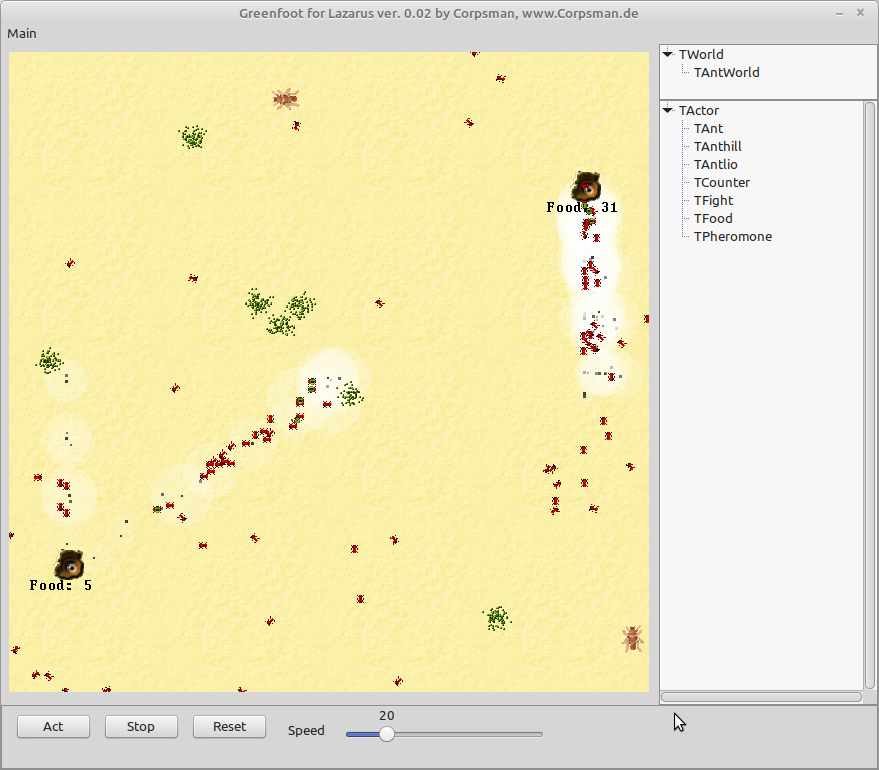 Greenfoot for Lazarus ver. 0.02 by Corpsman, www.Corpsman.de
Main
TWorld
TAntWorld
TActor
TAnt
TAnthill
TAntlio
TCounter
TFight
TFood
TPheromone
Food: 31
Food: 5
Act
Stop
Reset
Speed
20